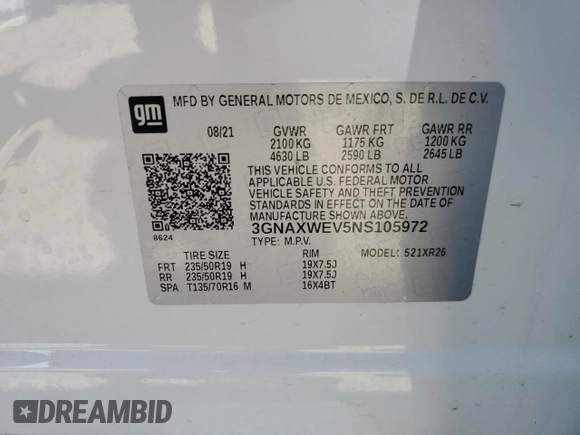 gm
MFD BY GENERAL MOTORS DE MEXICO, S. DE R.L. DE C.V.
08/21 GVWR GAWR FRT GAWR RR
2100 KG 1175 KG 1200 KG
4630 LB 2590 LB 2645 LB
THIS VEHICLE CONFORMS TO ALL
APPLICABLE U.S. FEDERAL MOTOR
VEHICLE SAFETY AND THEFT PREVENTION
STANDARDS IN EFFECT ON THE DATE OF
MANUFACTURE SHOWN ABOVE.
3GNAXWEV5NS105972
8624 TYPE: M.P.V.
TIRE SIZE RIM MODEL: 521XR26
FRT 235/50R19 H 19X7.5J
RR 235/50R19 H 19X7.5J
SPA T135/70R16 M 16X4BT
DREAMBID